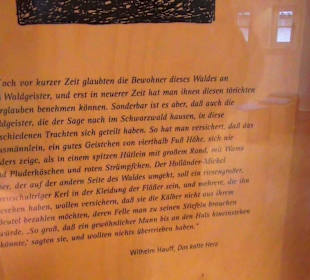 och vor kurzer Zeit glaubten die Bewohner dieses Waldes an
Waldgeister, und erst in neuerer Zeit hat man ihnen diesen törichten
erglauben benehmen können. Sonderbar ist es aber, daß auch die
aldgeister, die der Sage nach im Schwarzwald hausen, in diese
schiedenen Trachten sich geteilt haben. So hat man versichert, daß das
asmännlein, ein gutes Geistchen von vierthalb Fuß Höhe, sich nie
ders zeige, als in einem spitzen Hütlein mit großem Rand, mit Wams
nd Pluderhöschen und roten Strümpfchen. Der Holländer-Michel
er, der auf der andern Seite des Waldes umgeht, soll ein riesengroßer,
reitschultriger Kerl in der Kleidung der Flößer sein, und mehrere, die ihn
esehen haben, wollen versichern, daß sie die Kälber nicht aus ihrem
Beutel bezahlen möchten, deren Felle man zu seinen Stiefeln brauchen
würde. „So groß, daß ein gewöhnlicher Mann bis an den Hals hineinstehen
könnte,' sagten sie, und wollten nichts übertrieben haben."
Wilhelm Hauff, Das kalte Herz